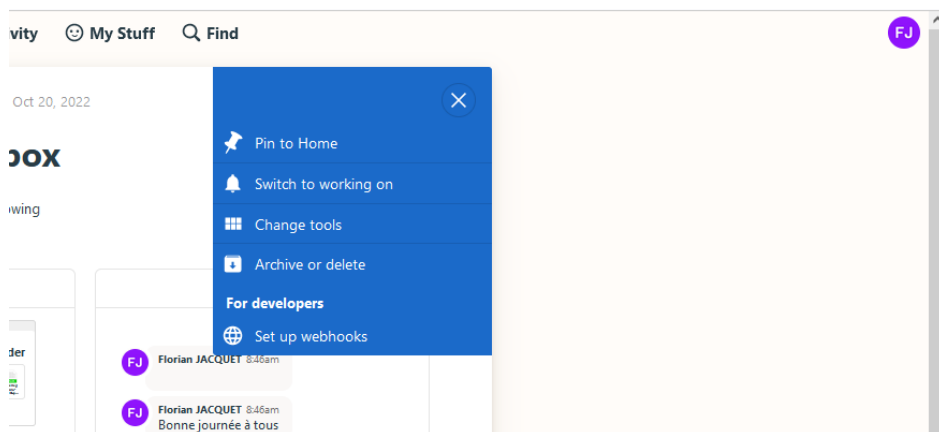 ivity My Stuff Find FJ
Oct 20, 2022
box
owing
Pin to Home
Switch to working on
Change tools
Archive or delete
For developers
Set up webhooks
der
FJ Florian JACQUET 8:46am
FJ Florian JACQUET 8:46am
Bonne journée à tous